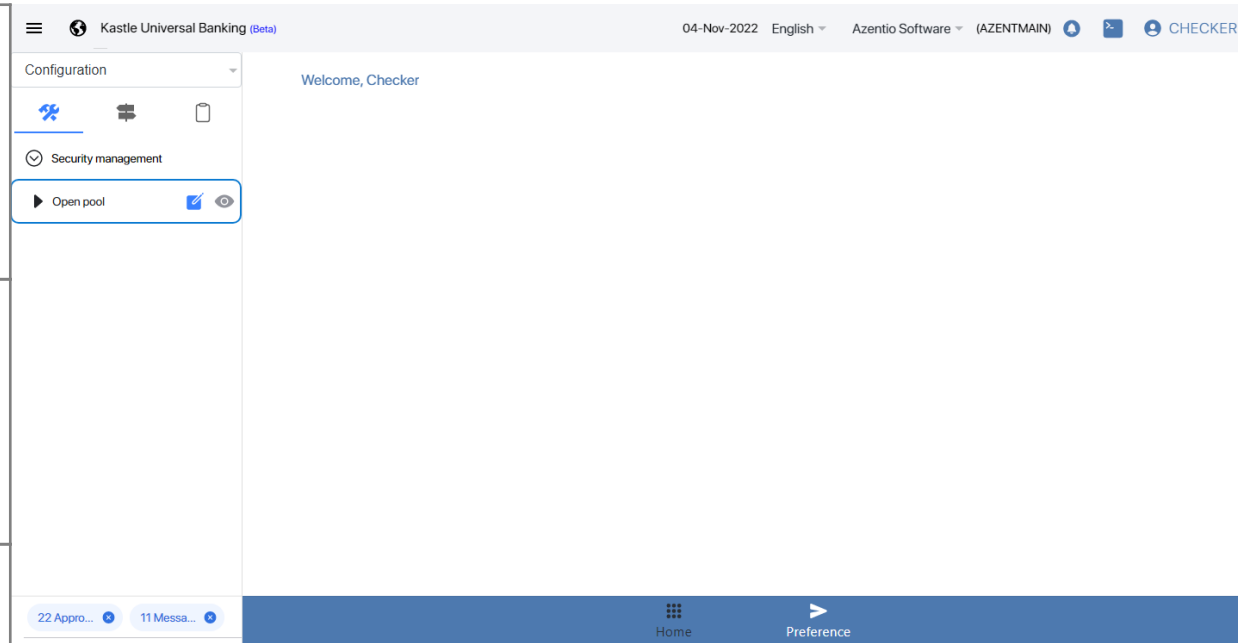 Kastle Universal Banking (Beta)
04-Nov-2022 English Azentio Software (AZENTMAIN) CHECKER
Configuration
Welcome, Checker
Security management
Open pool
22 Appro... 11 Messa...
Home
Preference